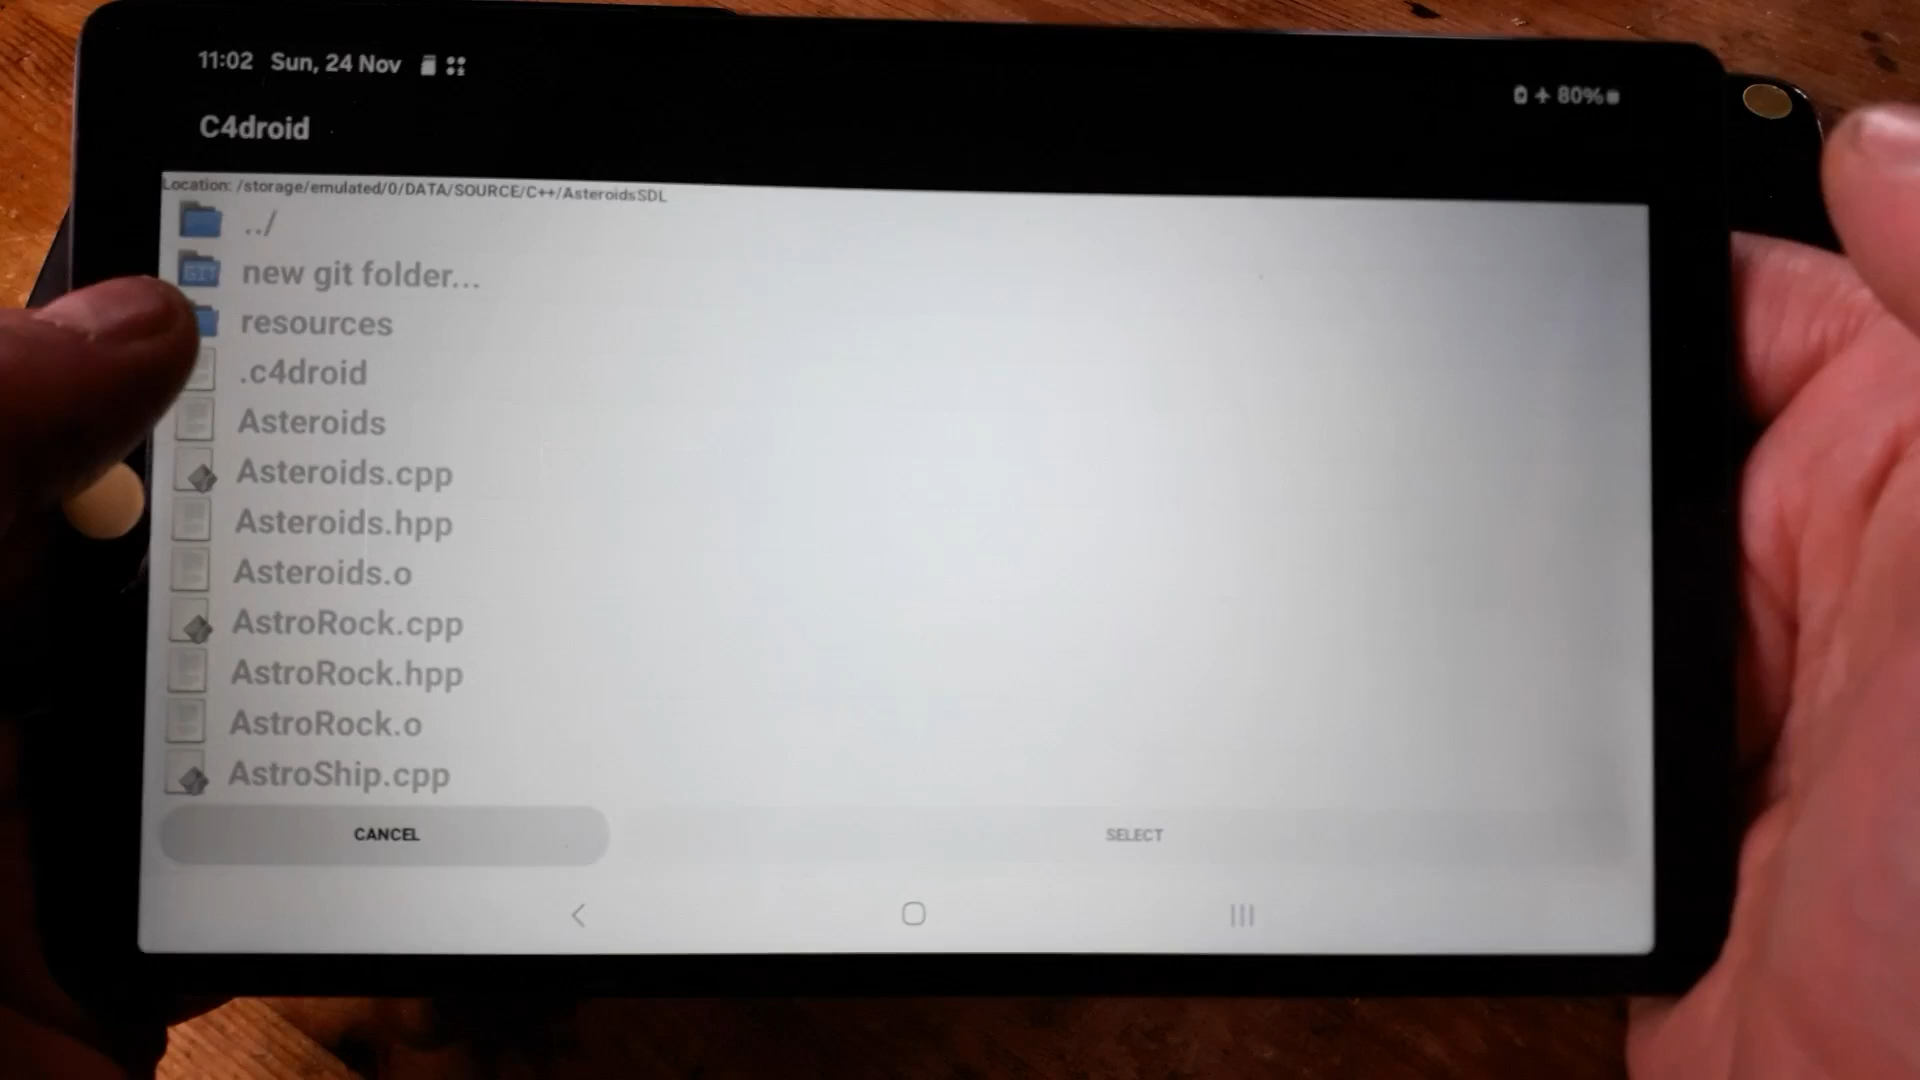 11:02 Sun, 24 Nov
80%
C4droid
Location: /storage/emulated/0/DATA/SOURCE/C++/AsteroidsSDL
../
GIT
new git folder...
resources
.c4droid
Asteroids
Asteroids.cpp
Asteroids.hpp
Asteroids.o
AstroRock.cpp
AstroRock.hpp
AstroRock.o
AstroShip.cpp
CANCEL
SELECT